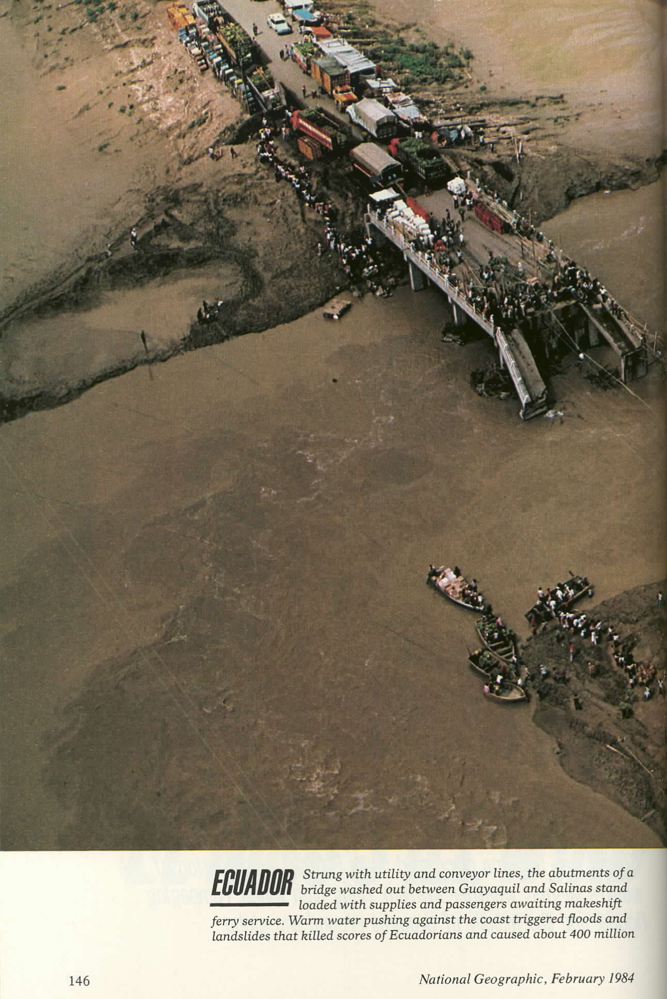 ECUADOR Strung with utility and conveyor lines, the abutments of a
bridge washed out between Guayaquil and Salinas stand
loaded with supplies and passengers awaiting makeshift
ferry service. Warm water pushing against the coast triggered floods and
landslides that killed scores of Ecuadorians and caused about 400 million
146
National Geographic, February 1984